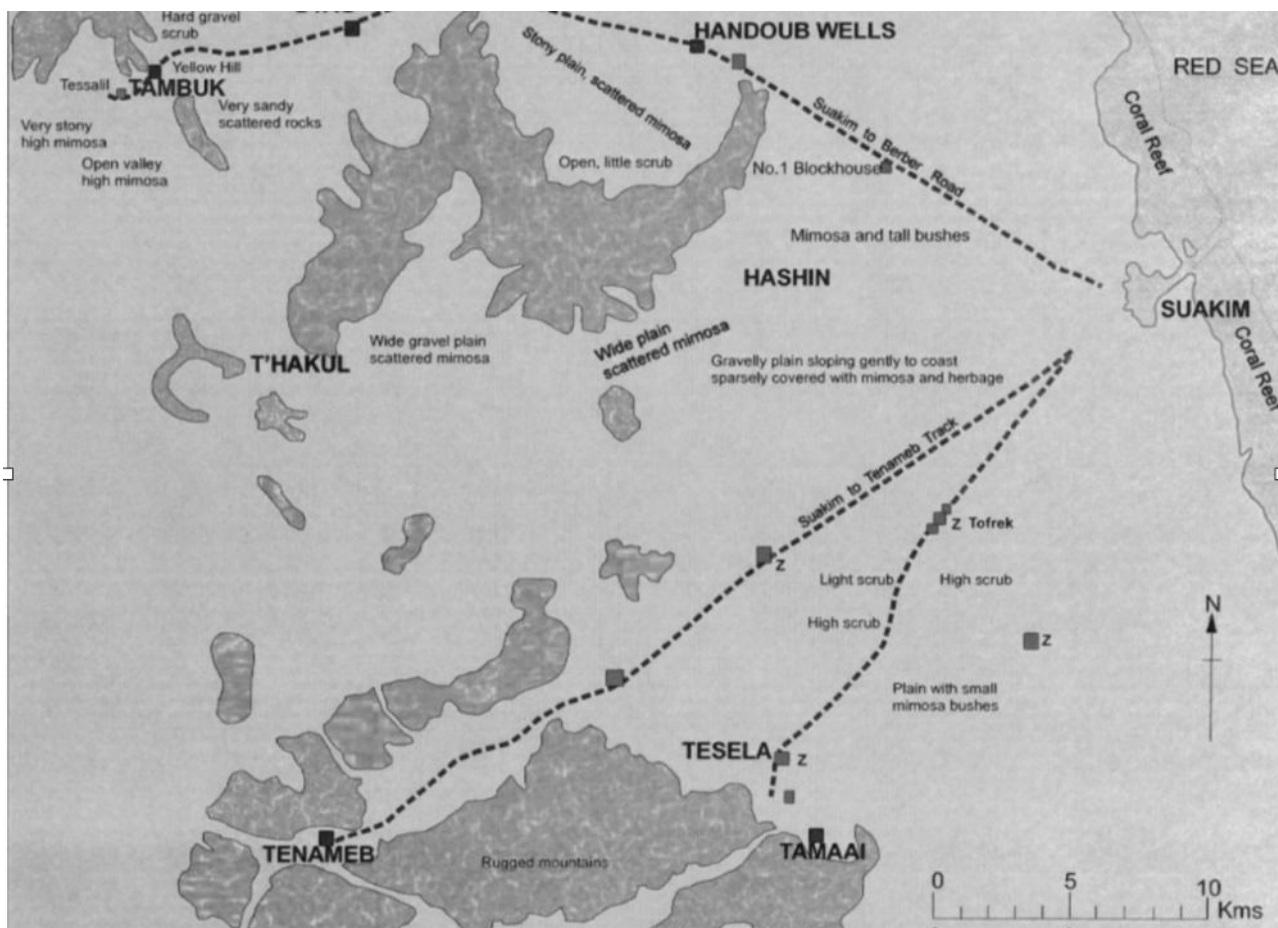 Hard gravel
scrub
HANDOUB WELLS
RED SEA
Yellow Hill
Tessalil
TAMBUK
Stony plain, scattered mimosa
Very sandy
scattered rocks
Suakim to Berber Road
Coral Reef
Very stony
high mimosa
Open valley
high mimosa
Open, little scrub
No.1 Blockhouse
Mimosa and tall bushes
HASHIN
SUAKIM
Wide gravel plain
scattered mimosa
T'HAKUL
Wide plain
scattered mimosa
Gravelly plain sloping gently to coast
sparsely covered with mimosa and herbage
Coral Reef
Suakim to Tenameb Track
Z Tofrek
Z
Light scrub
High scrub
High scrub
N
Z
Plain with small
mimosa bushes
TESELA
Z
TENAMEB
Rugged mountains
TAMAAI
0 5 10
Kms